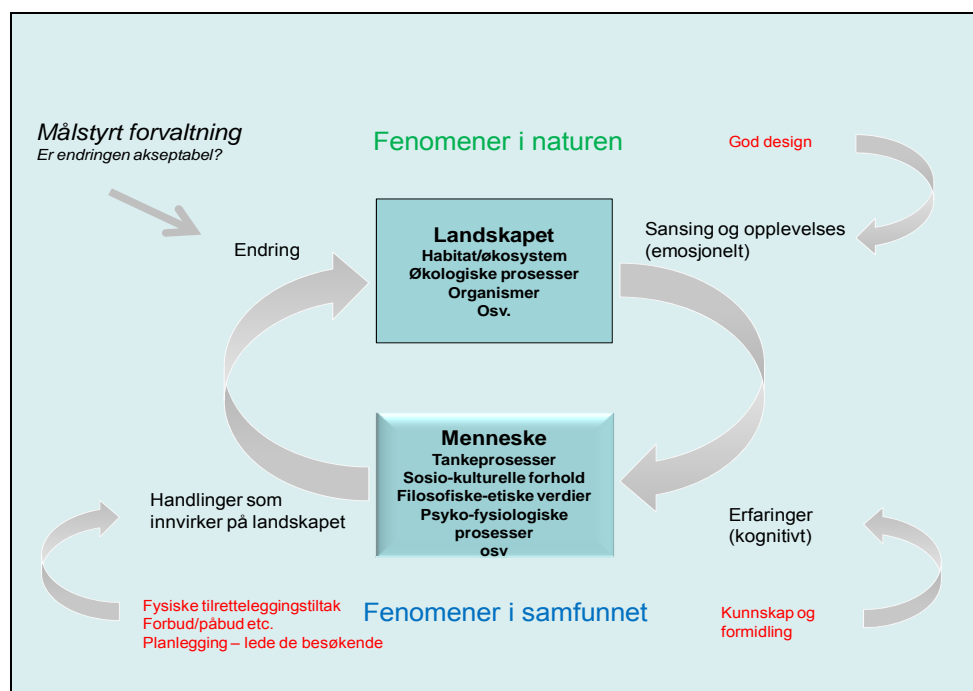 Målstyrt forvaltning
Er endringen akseptabel?
Fenomener i naturen
God design
Endring
Landskapet
Habitat/økosystem
Økologiske prosesser
Organismer
Osv.
Sansing og opplevelses
(emosjonelt)
Menneske
Tankeprosesser
Sosio-kulturelle forhold
Filosofiske-etiske verdier
Psyko-fysiologiske
prosesser
osv
Handlinger som
innvirker på landskapet
Erfaringer
(kognitivt)
Fysiske tilretteleggingstiltak
Forbud/påbud etc.
Planlegging – lede de besøkende
Fenomener i samfunnet
Kunnskap og
formidling